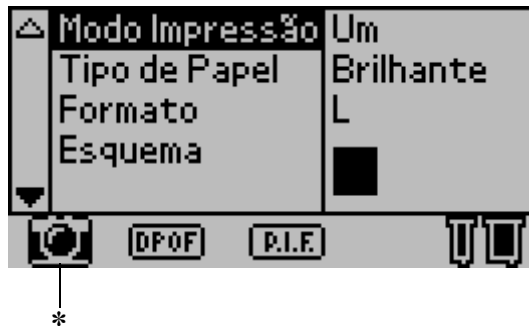 Modo Impressão Um
Tipo de Papel Brilhante
Formato L
Esquema
DPOF P.I.F.
*